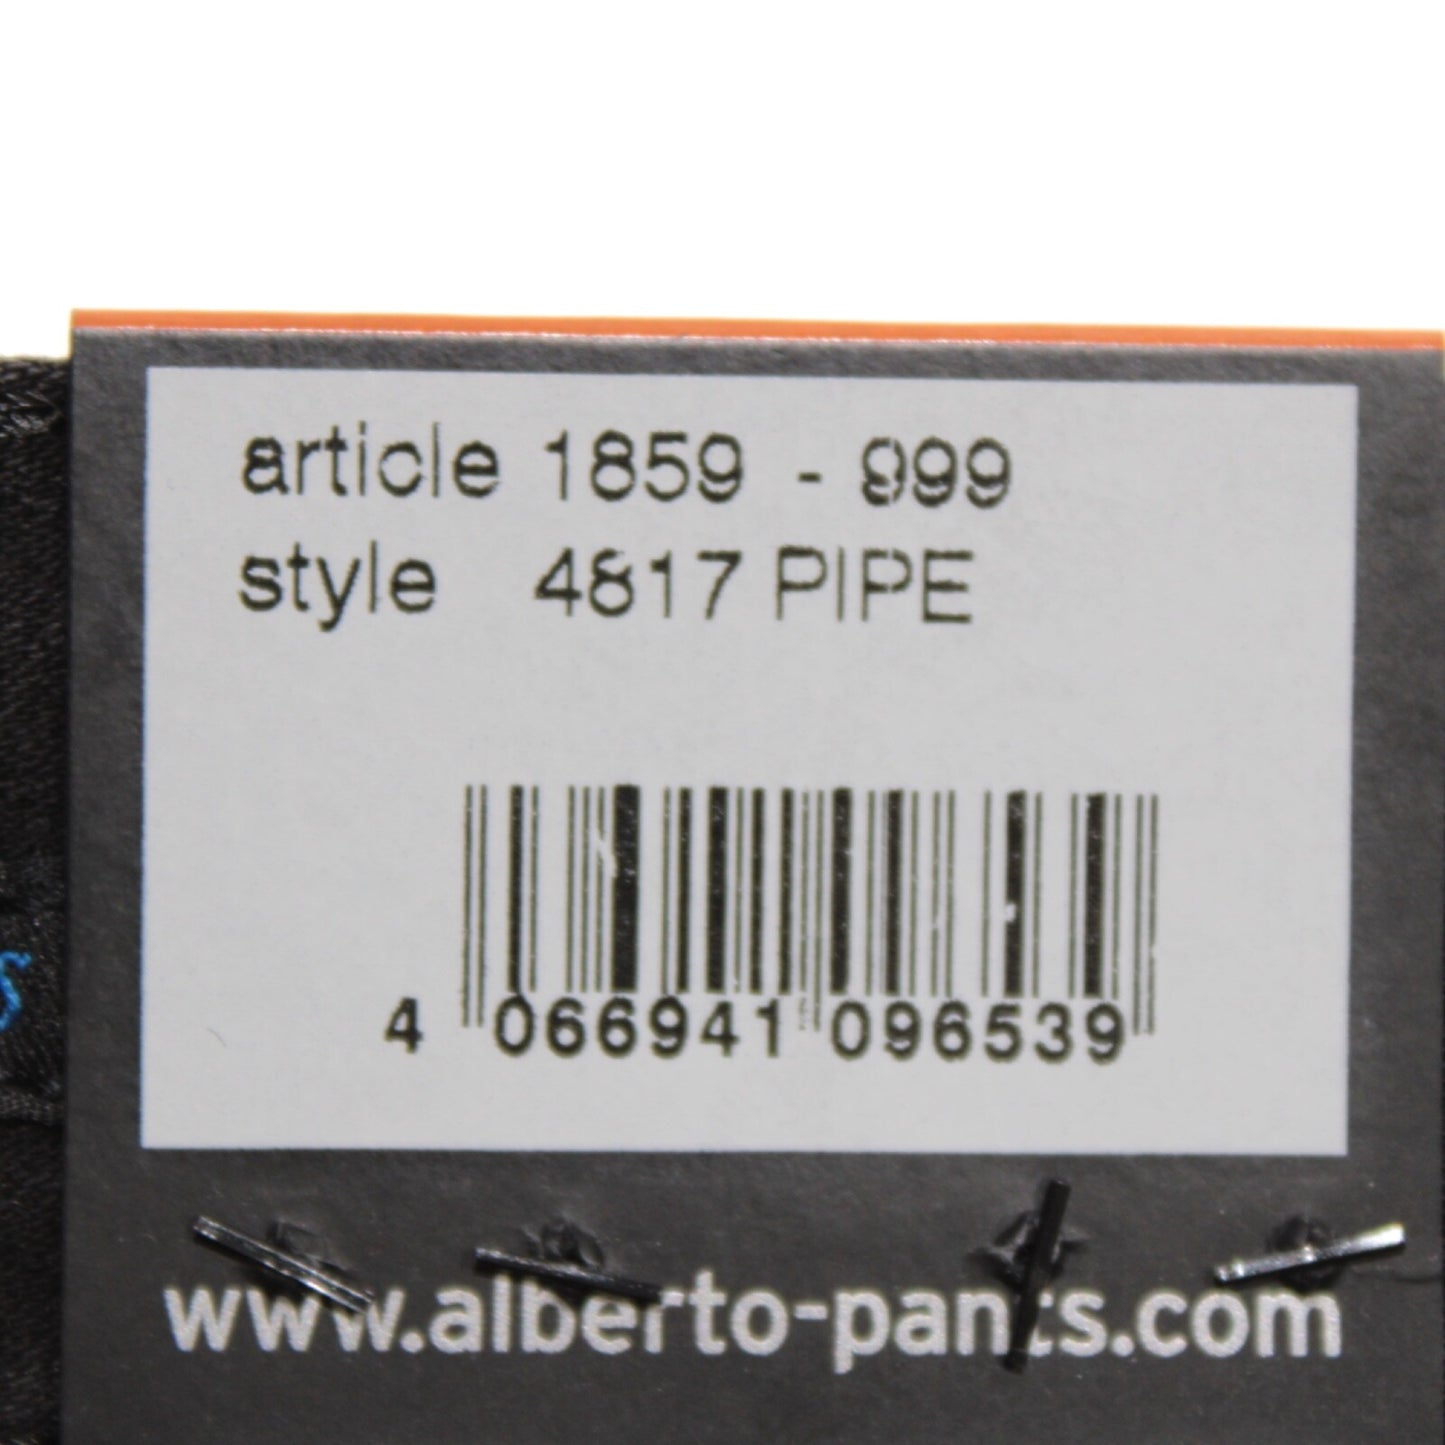 article 1859 - 999
style 4817 PIPE
4 066941 096539
www.alberto-pants.com